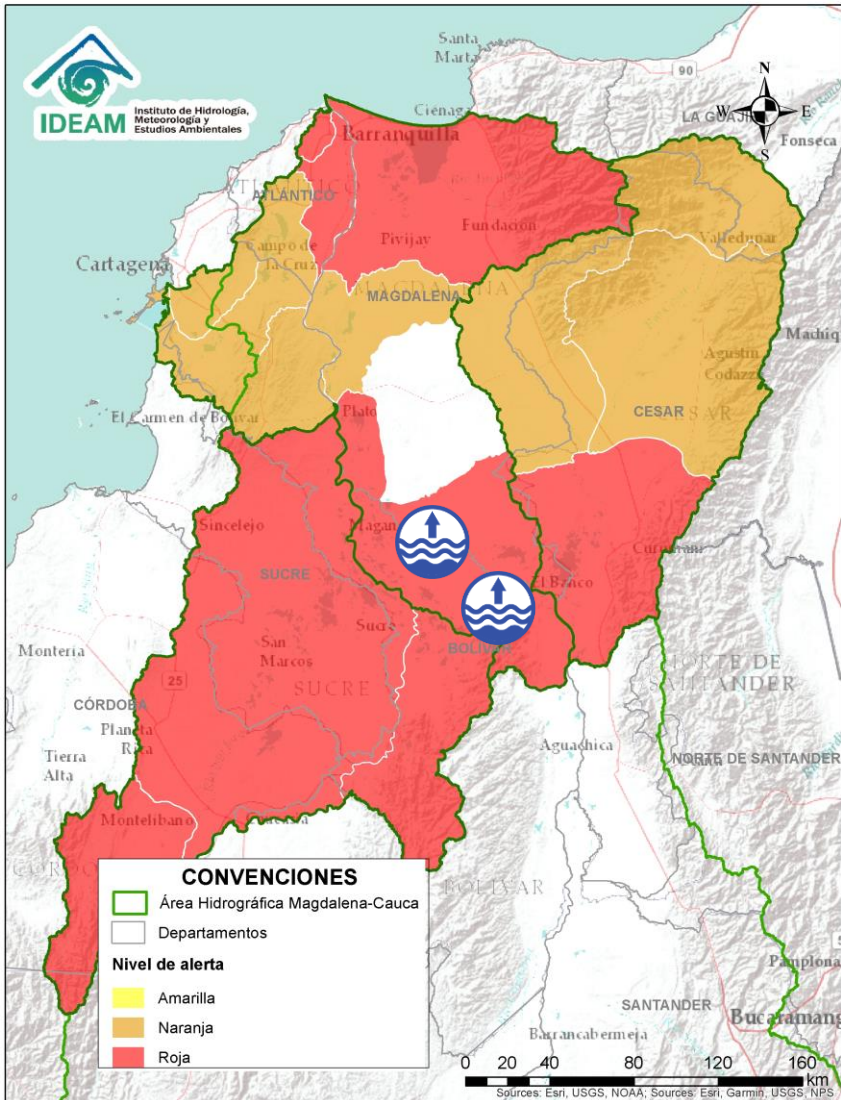 IDEAM
Instituto de Hidrología,
Meteorología y
Estudios Ambientales
Santa
Marta
90
N
W
E
S
Ciénaga
LA GUAJIRA
Fonseca
Barranquilla
ATLÁNTICO
Pivijay
Fundación
Valledupar
Campo de
la Cruz
Cartagena
MAGDALENA
Agustín
Codazzi
CESAR
El Carmen de Bolívar
Plato
Sincelejo
SUCRE
El Banco
Sucre
BOLÍVAR
San
Marcos
SUCRE
Montería
25
CÓRDOBA
Planeta
Rica
Tierra
Alta
NORTE DE
SANTANDER
Aguachica
NORTE DE SANTANDER
Montelíbano
BOLÍVAR
Pamplona
SANTANDER
Barrancabermeja
CONVENCIONES
Área Hidrográfica Magdalena-Cauca
Departamentos
Nivel de alerta
Amarilla
Naranja
Roja
0 20 40 80 120 160
km
Sources: Esri, USGS, NOAA; Sources: Esri, Garmin, USGS, NPS